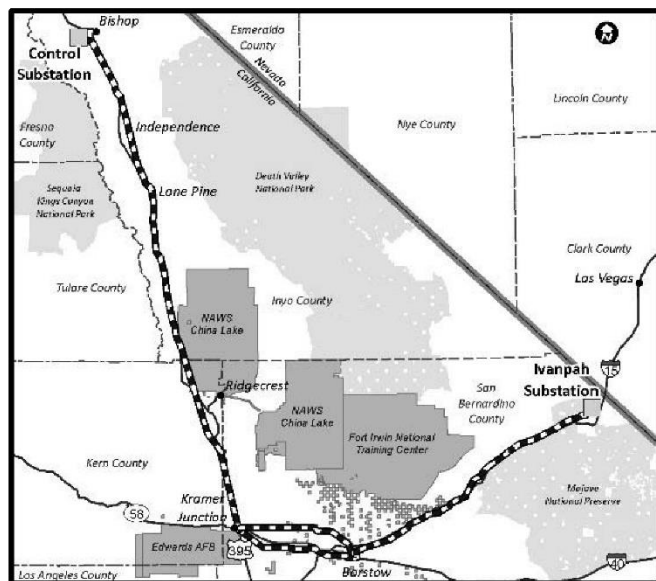 Bishop
Control
Substation
Esmeralda
County
Nevada
California
N
Lincoln County
Nye County
Independence
Fresno
County
Death Valley
National Park
Lone Pine
Sequoia
Kings Canyon
National Park
Clark County
Las Vegas
Tulare County
Inyo County
NAWS
China Lake
15
Ivanpah
Substation
Ridgecrest
San
Bernardino
County
NAWS
China Lake
Fort Irwin National
Training Center
Kern County
Mojave
National Preserve
Kramer
Junction
58
Edwards AFB
395
Barstow
40
Los Angeles County